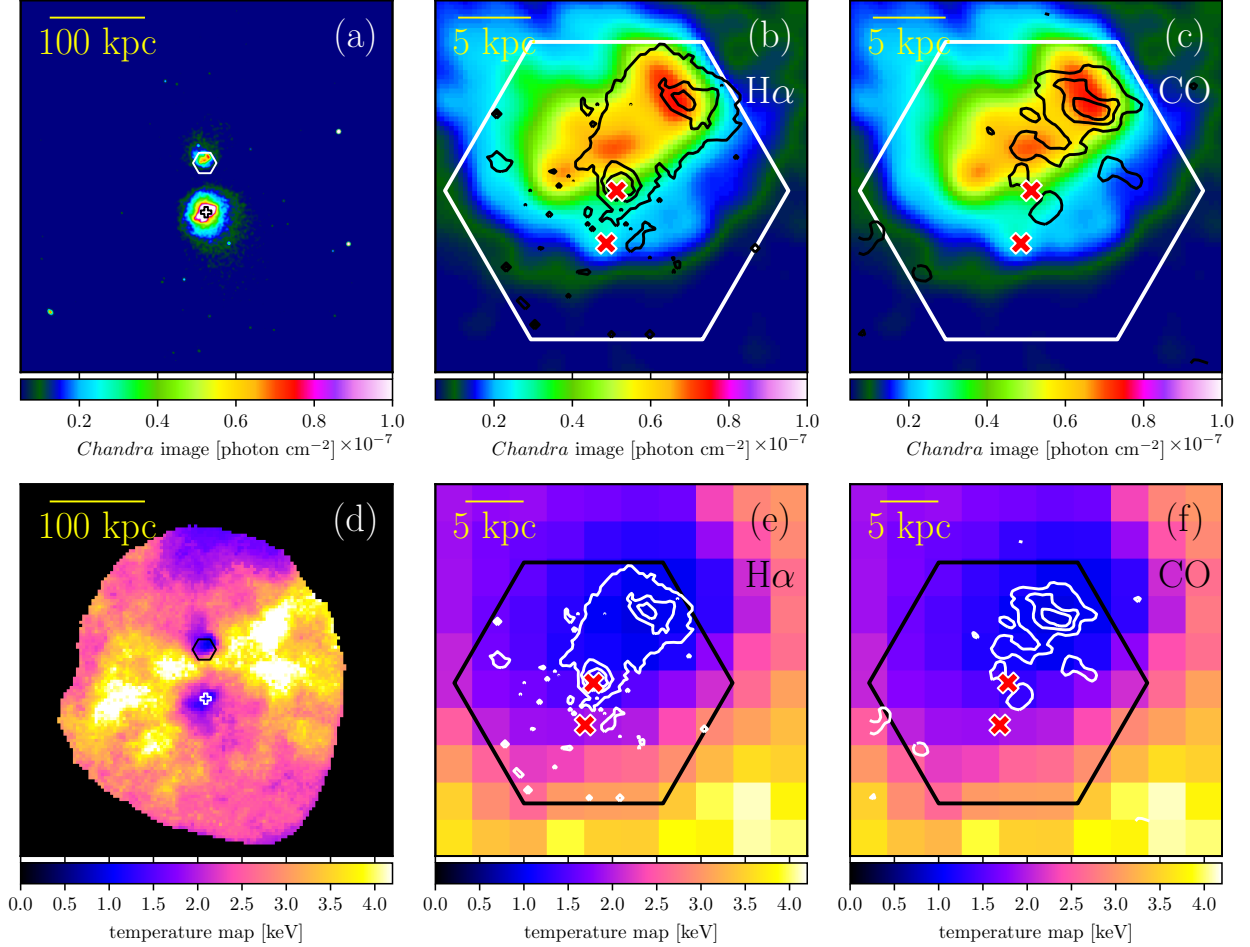 100 kpc
(a)
5 kpc
(b)
Hα
5 kpc
(c)
CO
0.2 0.4 0.6 0.8 1.0
Chandra image [photon cm⁻²] ×10⁻⁷
0.2 0.4 0.6 0.8 1.0
Chandra image [photon cm⁻²] ×10⁻⁷
0.2 0.4 0.6 0.8 1.0
Chandra image [photon cm⁻²] ×10⁻⁷
100 kpc
(d)
5 kpc
(e)
Hα
5 kpc
(f)
CO
0.0 0.5 1.0 1.5 2.0 2.5 3.0 3.5 4.0
temperature map [keV]
0.0 0.5 1.0 1.5 2.0 2.5 3.0 3.5 4.0
temperature map [keV]
0.0 0.5 1.0 1.5 2.0 2.5 3.0 3.5 4.0
temperature map [keV]